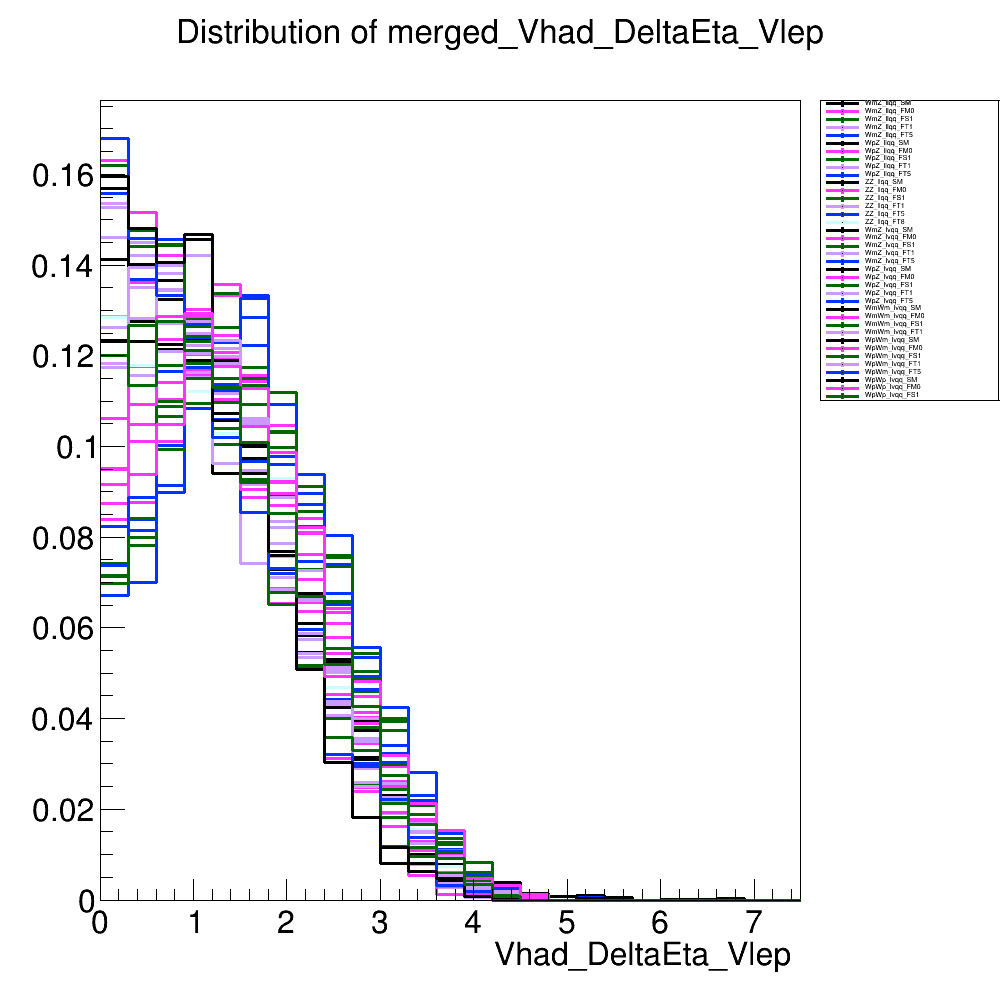 Distribution of merged_Vhad_DeltaEta_Vlep
WmZ_llqq_SM
WmZ_llqq_FM0
WmZ_llqq_FS1
WmZ_llqq_FT1
WmZ_llqq_FT5
WpZ_llqq_SM
WpZ_llqq_FM0
WpZ_llqq_FS1
WpZ_llqq_FT1
WpZ_llqq_FT5
ZZ_llqq_SM
ZZ_llqq_FM0
ZZ_llqq_FS1
ZZ_llqq_FT1
ZZ_llqq_FT5
ZZ_llqq_FT8
WmZ_lvqq_SM
WmZ_lvqq_FM0
WmZ_lvqq_FS1
WmZ_lvqq_FT1
WmZ_lvqq_FT5
WpZ_lvqq_SM
WpZ_lvqq_FM0
WpZ_lvqq_FS1
WpZ_lvqq_FT1
WpZ_lvqq_FT5
WmWm_lvqq_SM
WmWm_lvqq_FM0
WmWm_lvqq_FS1
WmWm_lvqq_FT1
WpWm_lvqq_SM
WpWm_lvqq_FM0
WpWm_lvqq_FS1
WpWm_lvqq_FT1
WpWm_lvqq_FT5
WpWp_lvqq_SM
WpWp_lvqq_FM0
WpWp_lvqq_FS1
0.16
0.14
0.12
0.1
0.08
0.06
0.04
0.02
0
0 1 2 3 4 5 6 7
Vhad_DeltaEta_Vlep